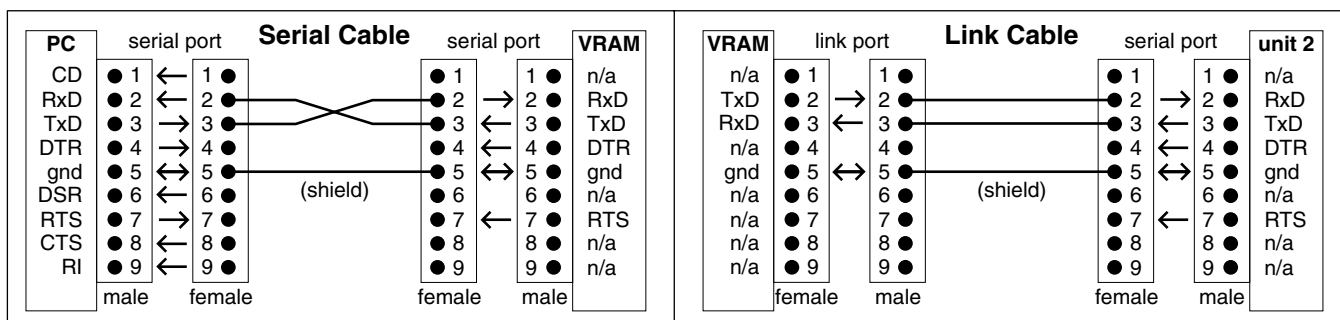 Serial Cable
PC serial port serial port VRAM
CD 1 1 1 1 n/a
RxD 2 2 2 2 RxD
TxD 3 3 3 3 TxD
DTR 4 4 4 4 DTR
gnd 5 5 5 5 gnd
DSR 6 6 (shield) 6 6 n/a
RTS 7 7 7 7 RTS
CTS 8 8 8 8 n/a
RI 9 9 9 9 n/a
male female female male
Link Cable
VRAM link port serial port unit 2
n/a 1 1 1 1 n/a
TxD 2 2 2 2 RxD
RxD 3 3 3 3 TxD
n/a 4 4 4 4 DTR
gnd 5 5 5 5 gnd
n/a 6 6 (shield) 6 6 n/a
n/a 7 7 7 7 RTS
n/a 8 8 8 8 n/a
n/a 9 9 9 9 n/a
female male female male